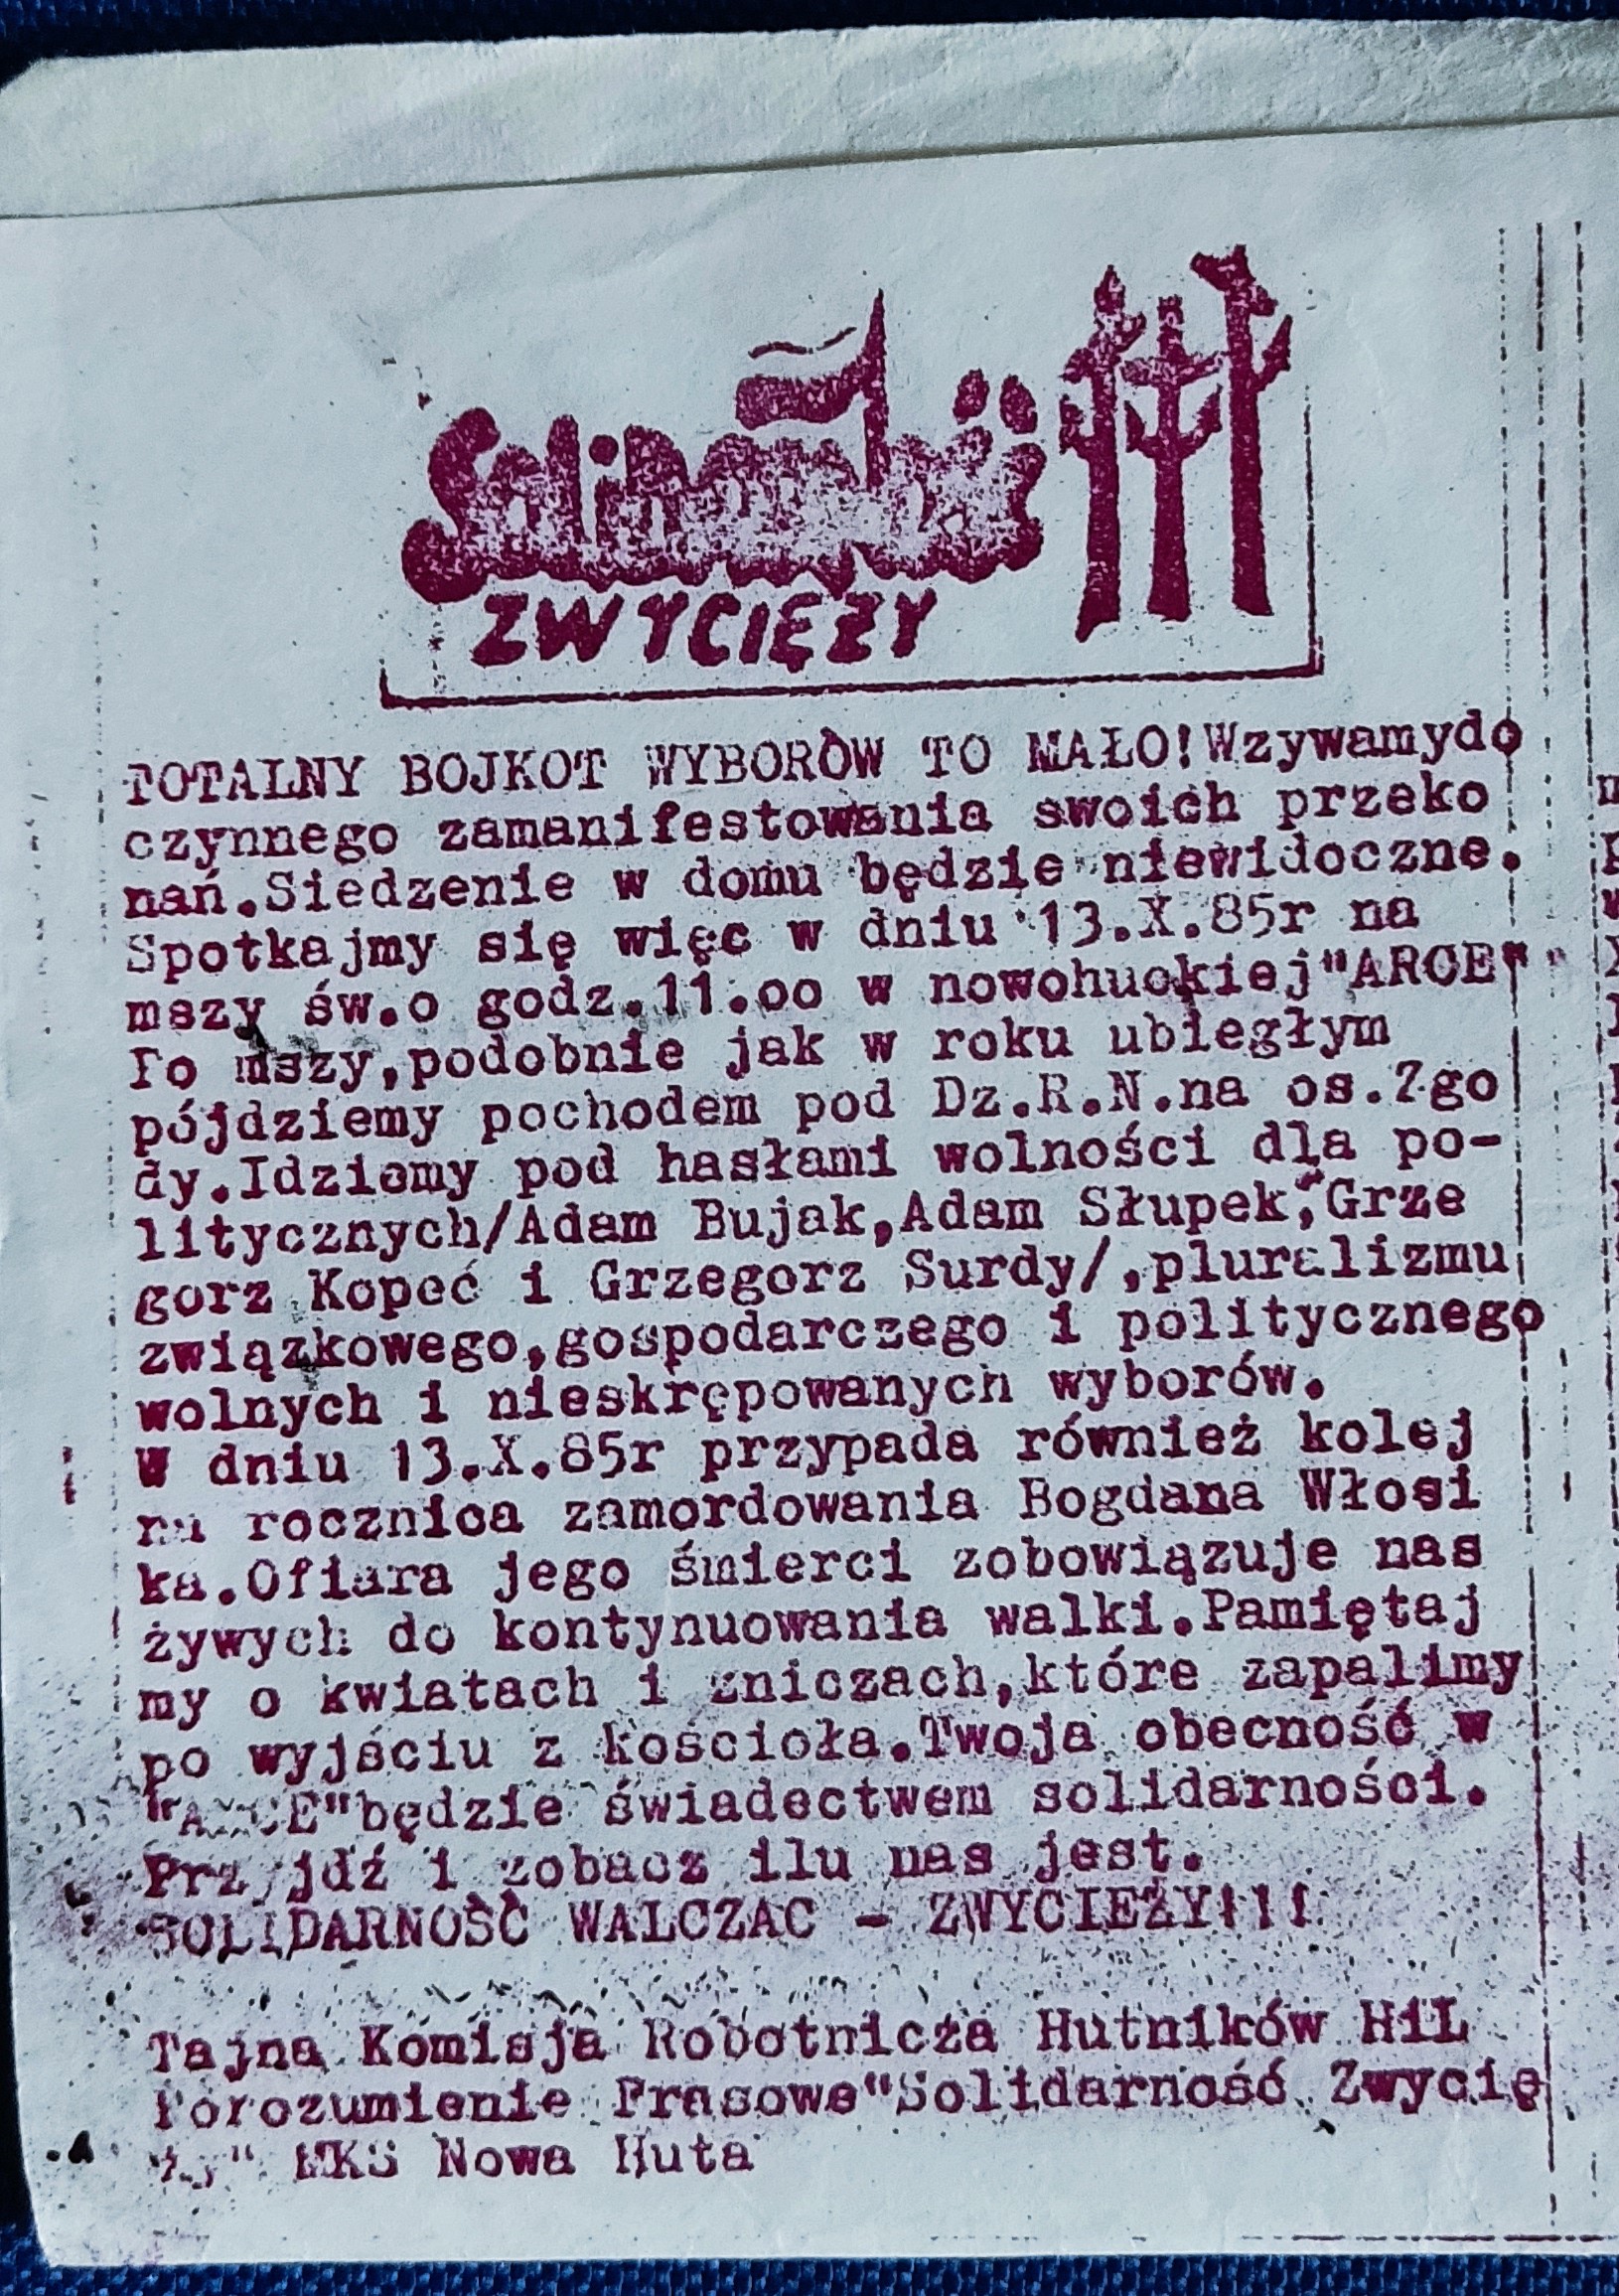 Solidarność
ZWYCIĘŻY
TOTALNY BOJKOT WYBORÓW TO MAŁO!Wzywamydo
czynnego zamanifestowania swoich przeko
nań.Siedzenie w domu będzie niewidoczne.
Spotkajmy się więc w dniu 13.X.85r na
mszy św.o godz.11.oo w nowohuckiej"ARCE"
Po mszy,podobnie jak w roku ubiegłym
pójdziemy pochodem pod Dz.R.N.na os.Zgo
dy.Idziemy pod hasłami wolności dla po-
litycznych/Adam Bujak,Adam Słupek,Grze
gorz Kopeć i Grzegorz Surdy/,pluralizmu
związkowego,gospodarczego i politycznego
wolnych i nieskrępowanych wyborów.
W dniu 13.X.85r przypada również kolej
na rocznica zamordowania Bogdana Włosi
ka.Ofiara jego śmierci zobowiązuje nas
żywych do kontynuowania walki.Pamiętaj
my o kwiatach i zniczach,które zapalimy
po wyjściu z kościoła.Twoja obecność w
"ARCE"będzie świadectwem solidarności.
Przyjdź i zobacz ilu nas jest.
SOLIDARNOŚĆ WALCZAC - ZWYCIĘŻY!!!
Tajna Komisja Robotnicza Hutników HiL
Porozumienie Prasowe"Solidarność Zwycię
ży" MKS Nowa Huta